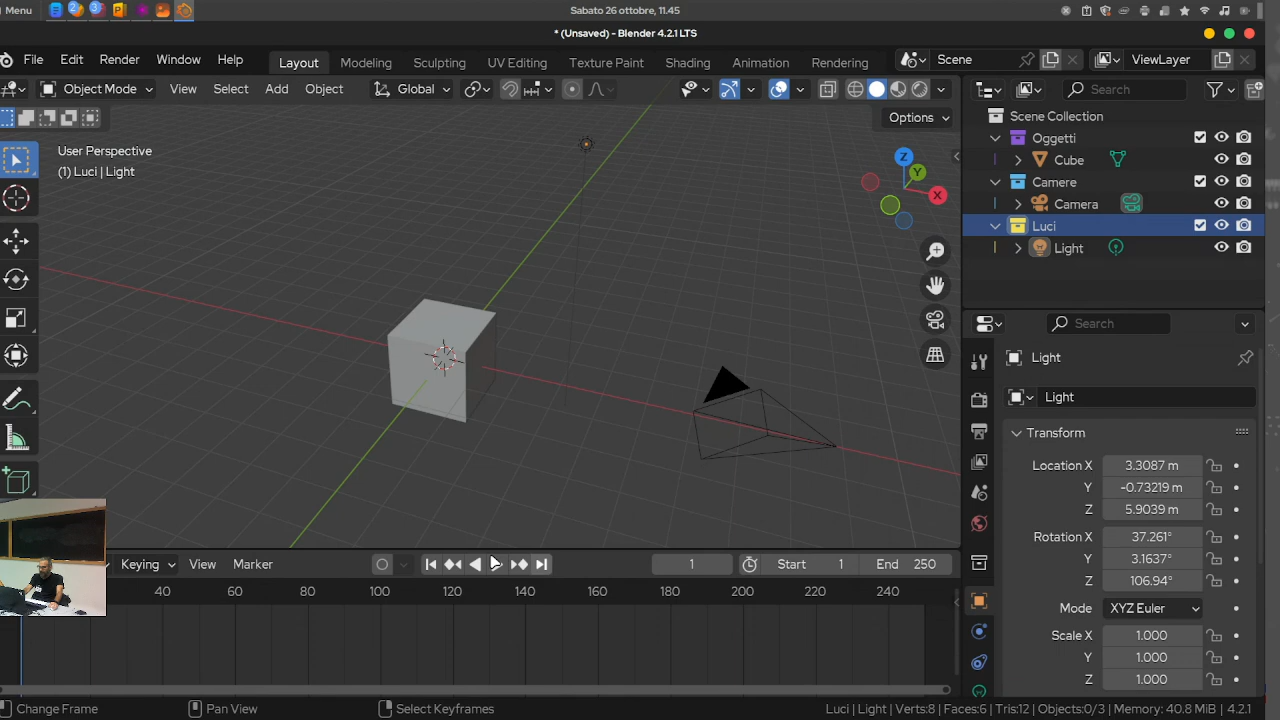 Menu
2
3
P
Sabato 26 ottobre, 11.45
* (Unsaved) - Blender 4.2.1 LTS
File Edit Render Window Help Layout Modeling Sculpting UV Editing Texture Paint Shading Animation Rendering Scene ViewLayer
Object Mode View Select Add Object Global Search
Options
User Perspective
(1) Luci | Light
Z
Y
X
Scene Collection
Oggetti
Cube
Camere
Camera
Luci
Light
Search
Light
Light
Transform
Location X 3.3087 m
Y -0.73219 m
Z 5.9039 m
Rotation X 37.261°
Y 3.1637°
Z 106.94°
Mode XYZ Euler
Scale X 1.000
Y 1.000
Z 1.000
Keying View Marker 1 Start 1 End 250
40 60 80 100 120 140 160 180 200 220 240
Change Frame Pan View Select Keyframes Luci | Light | Verts:8 | Faces:6 | Tris:12 | Objects:0/3 | Memory: 40.8 MiB | 4.2.1